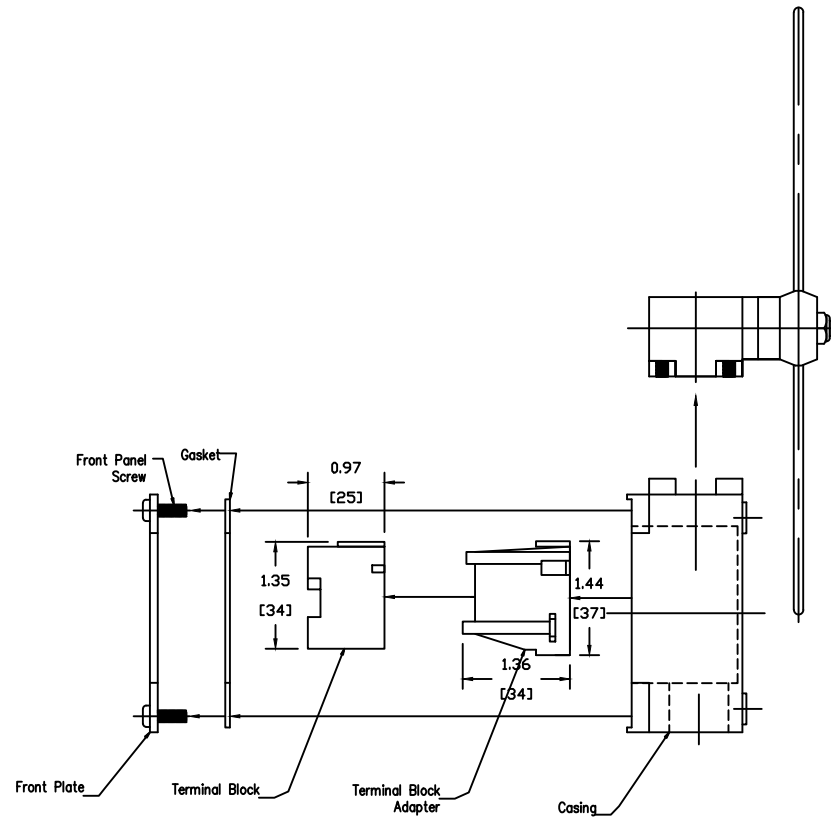 Front Panel
Screw
Gasket
0.97
[25]
1.35
[34]
1.44
[37]
1.36
[34]
Front Plate
Terminal Block
Terminal Block
Adapter
Casing